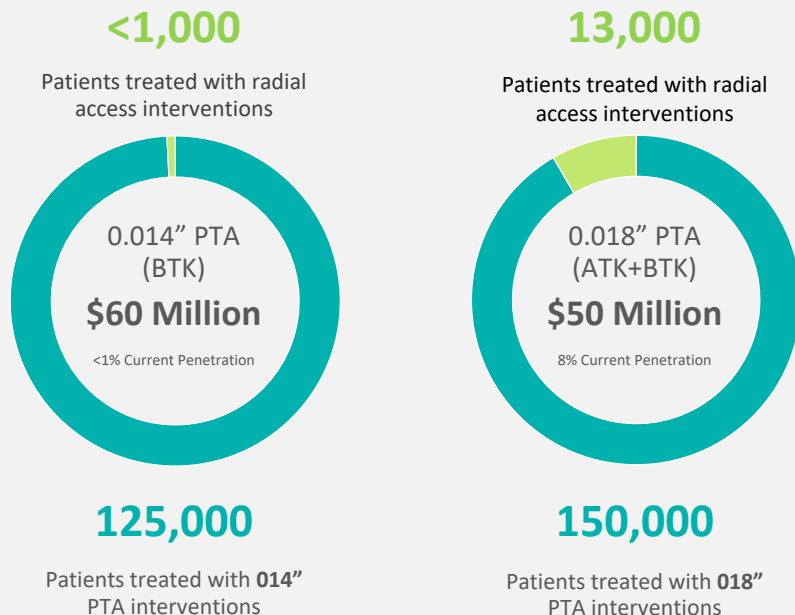 <1,000
Patients treated with radial
access interventions
0.014” PTA
(BTK)
$60 Million
<1% Current Penetration
125,000
Patients treated with 014”
PTA interventions
13,000
Patients treated with radial
access interventions
0.018” PTA
(ATK+BTK)
$50 Million
8% Current Penetration
150,000
Patients treated with 018”
PTA interventions